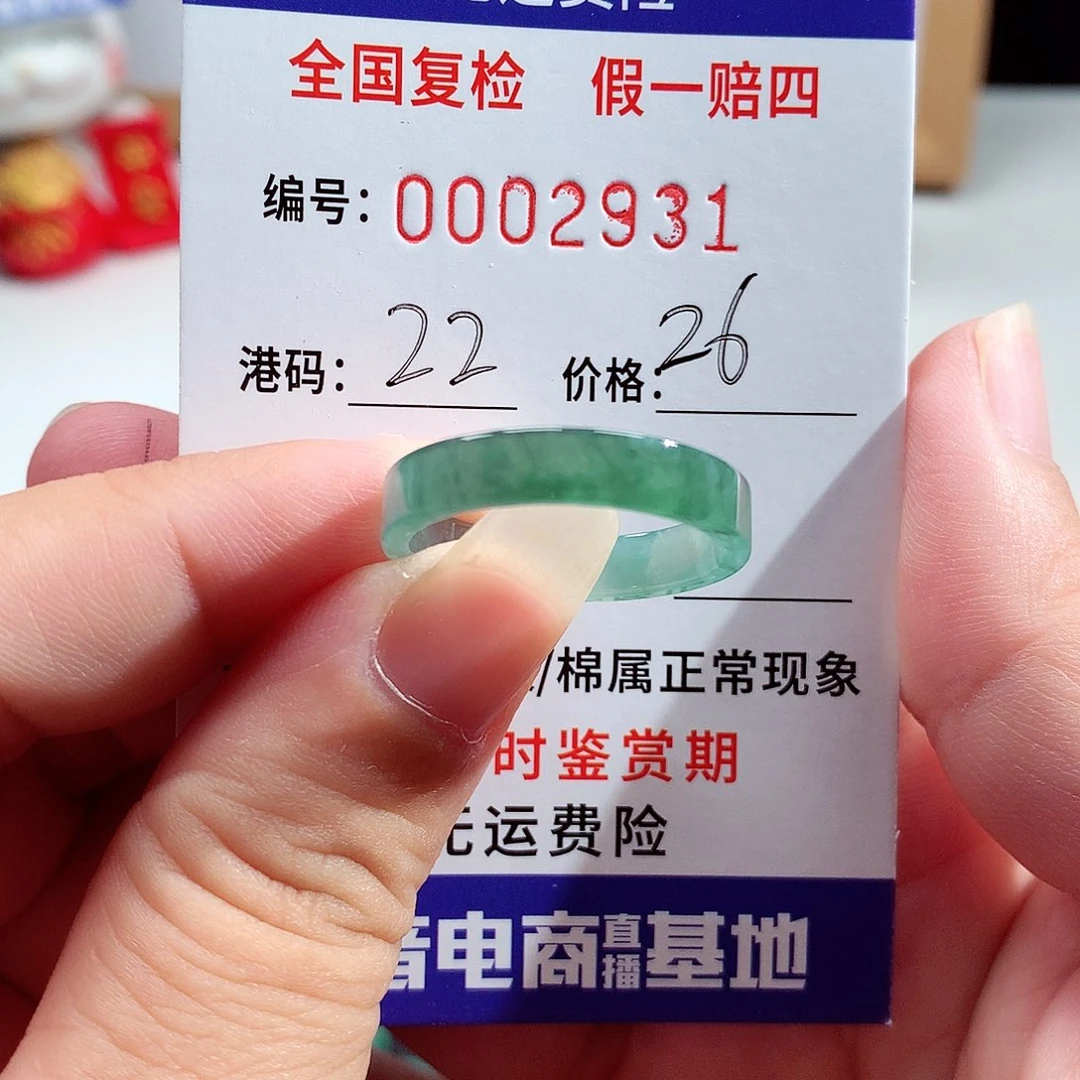 全国复检 假一赔四
编号：0002931
港码：22 价格：26
/棉属正常现象
时鉴赏期
运费险
电商直播基地